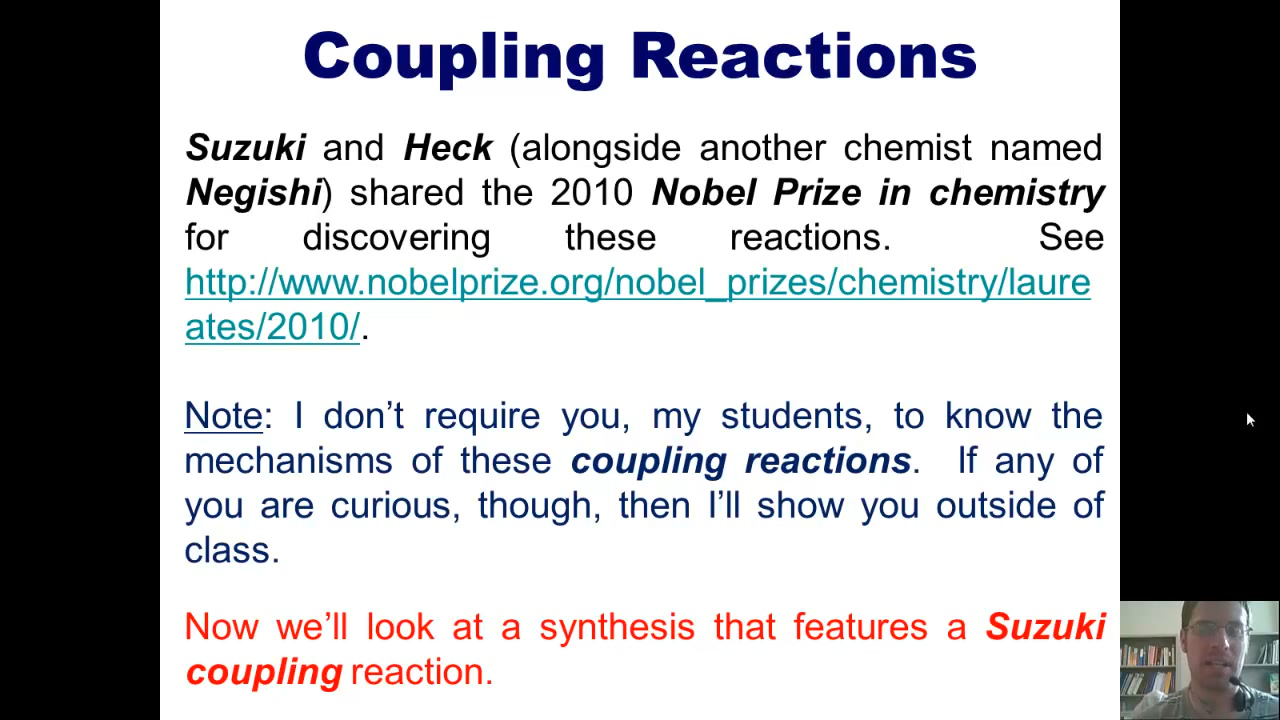 Coupling Reactions
Suzuki and Heck (alongside another chemist named
Negishi) shared the 2010 Nobel Prize in chemistry
for discovering these reactions. See
http://www.nobelprize.org/nobel_prizes/chemistry/laure
ates/2010/.
Note: I don’t require you, my students, to know the
mechanisms of these coupling reactions. If any of
you are curious, though, then I’ll show you outside of
class.
Now we’ll look at a synthesis that features a Suzuki
coupling reaction.